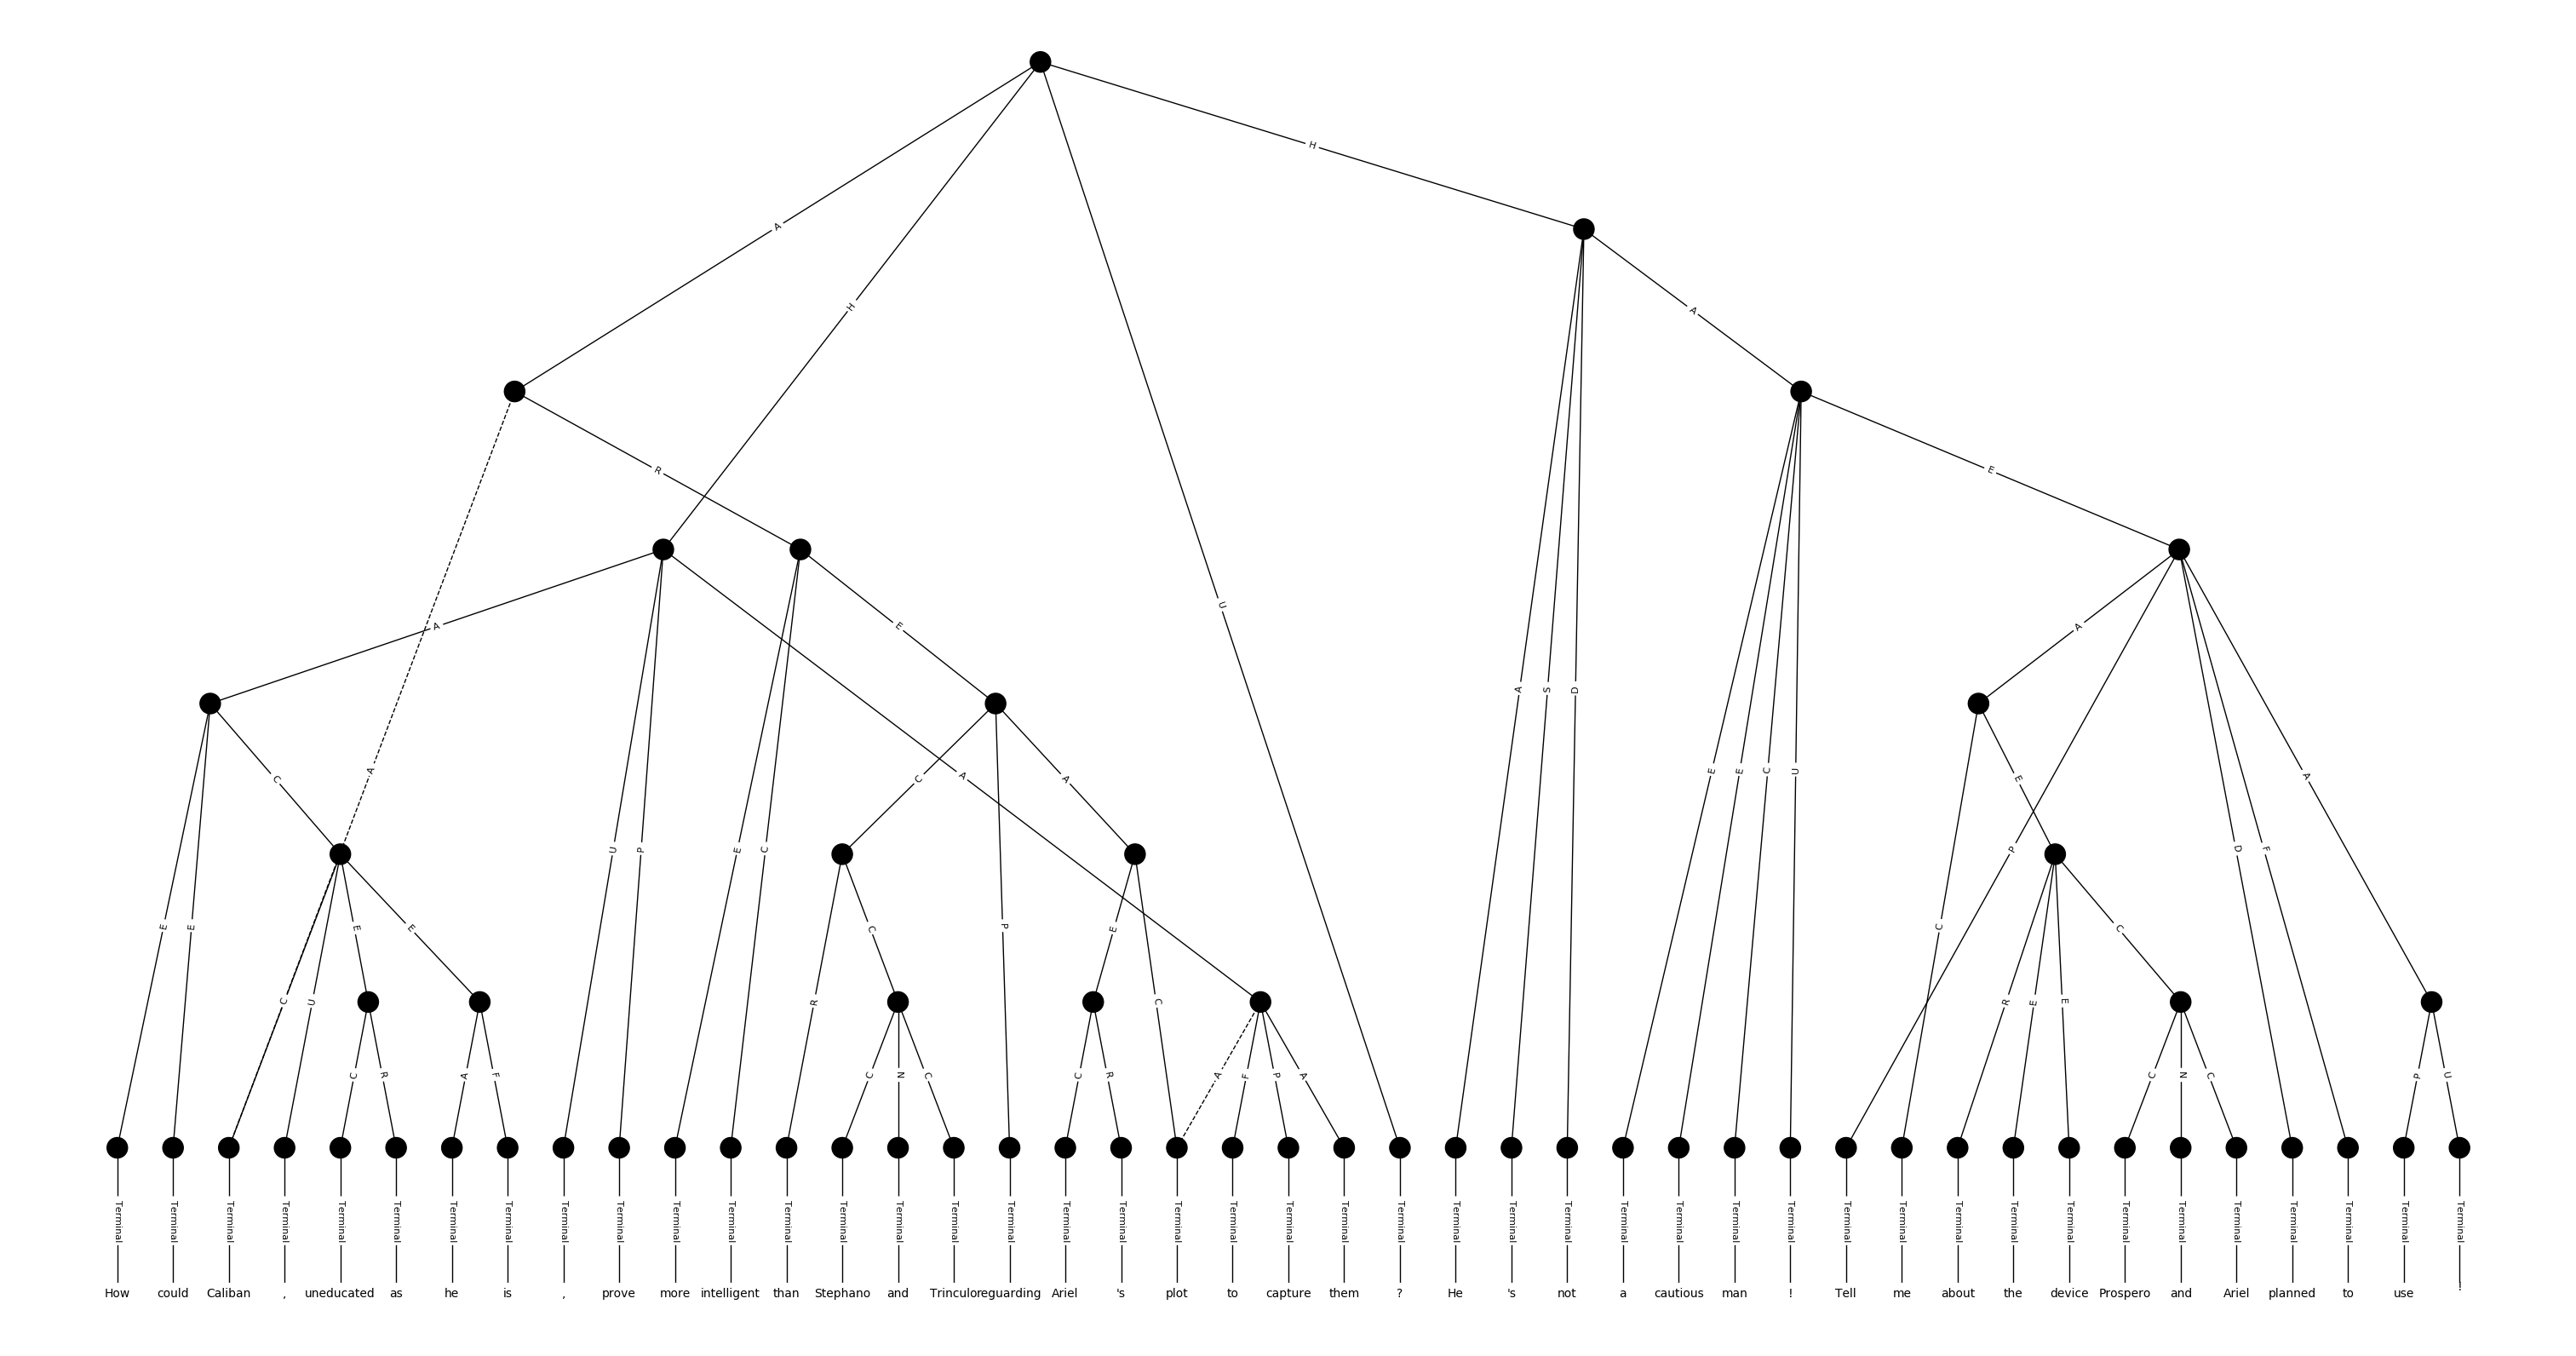 H
A
H
A
R
E
A
E
A
U
A
S
D
E
E
C
U
A
P
D
F
A
C
A
U
P
E
C
C
A
C
E
E
E
E
E
C
P
R
C
E
C
C
U
R
E
E
C
C
R
A
F
C
N
C
C
R
A
F
P
A
C
N
C
P
U
Terminal Terminal Terminal Terminal Terminal Terminal Terminal Terminal Terminal Terminal Terminal Terminal Terminal Terminal Terminal Terminal Terminal Terminal Terminal Terminal Terminal Terminal Terminal Terminal Terminal Terminal Terminal Terminal Terminal Terminal Terminal Terminal Terminal Terminal Terminal Terminal Terminal Terminal Terminal Terminal Terminal Terminal Terminal
How could Caliban , uneducated as he is , prove more intelligent than Stephano and Trinculo reguarding Ariel 's plot to capture them ? He 's not a cautious man ! Tell me about the device Prospero and Ariel planned to use !